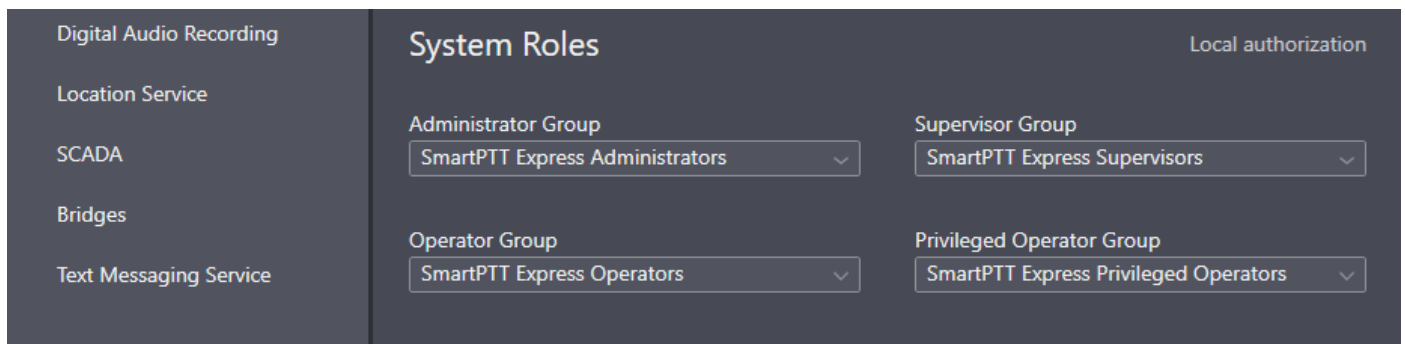 Digital Audio Recording
Location Service
SCADA
Bridges
Text Messaging Service
System Roles
Local authorization
Administrator Group
Supervisor Group
SmartPTT Express Administrators
SmartPTT Express Supervisors
Operator Group
Privileged Operator Group
SmartPTT Express Operators
SmartPTT Express Privileged Operators